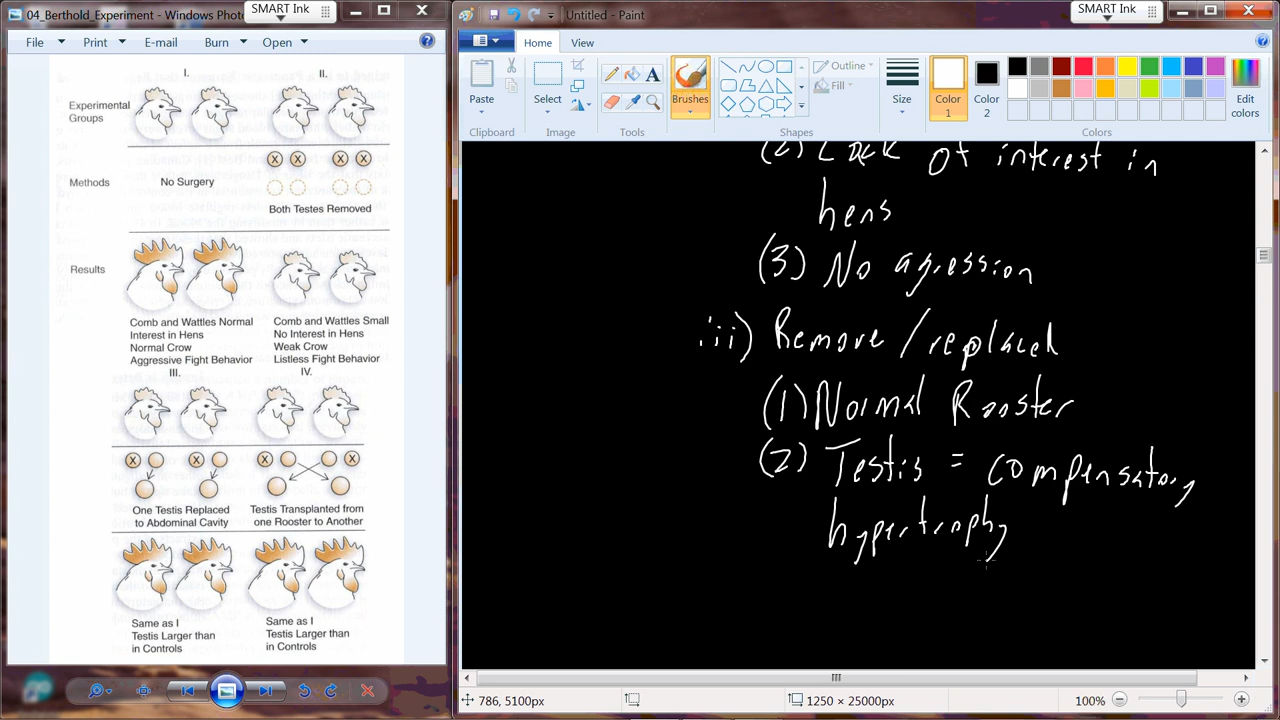 04_Berthold_Experiment - Windows Photo
SMART Ink
File
Print
E-mail
Burn
Open
I.
II.
Experimental
Groups
Methods
No Surgery
Both Testes Removed
Results
Comb and Wattles Normal
Interest in Hens
Normal Crow
Aggressive Fight Behavior
Comb and Wattles Small
No Interest in Hens
Weak Crow
Listless Fight Behavior
III.
IV.
X X X X
X X X X
One Testis Replaced
to Abdominal Cavity
Testis Transplanted from
one Rooster to Another
Same as I
Testis Larger than
in Controls
Same as I
Testis Larger than
in Controls
Untitled - Paint
SMART Ink
Home
View
Paste
Select
Brushes
Outline
Fill
Size
Color
1
Color
2
Edit
colors
Clipboard
Image
Tools
Shapes
Colors
(2) Lack of interest in
hens
(3) No agression
iii) Remove/replaced
(1) Normal Rooster
(2) Testis = compensatory
hypertrophy
786, 5100px
1250 × 25000px
100%